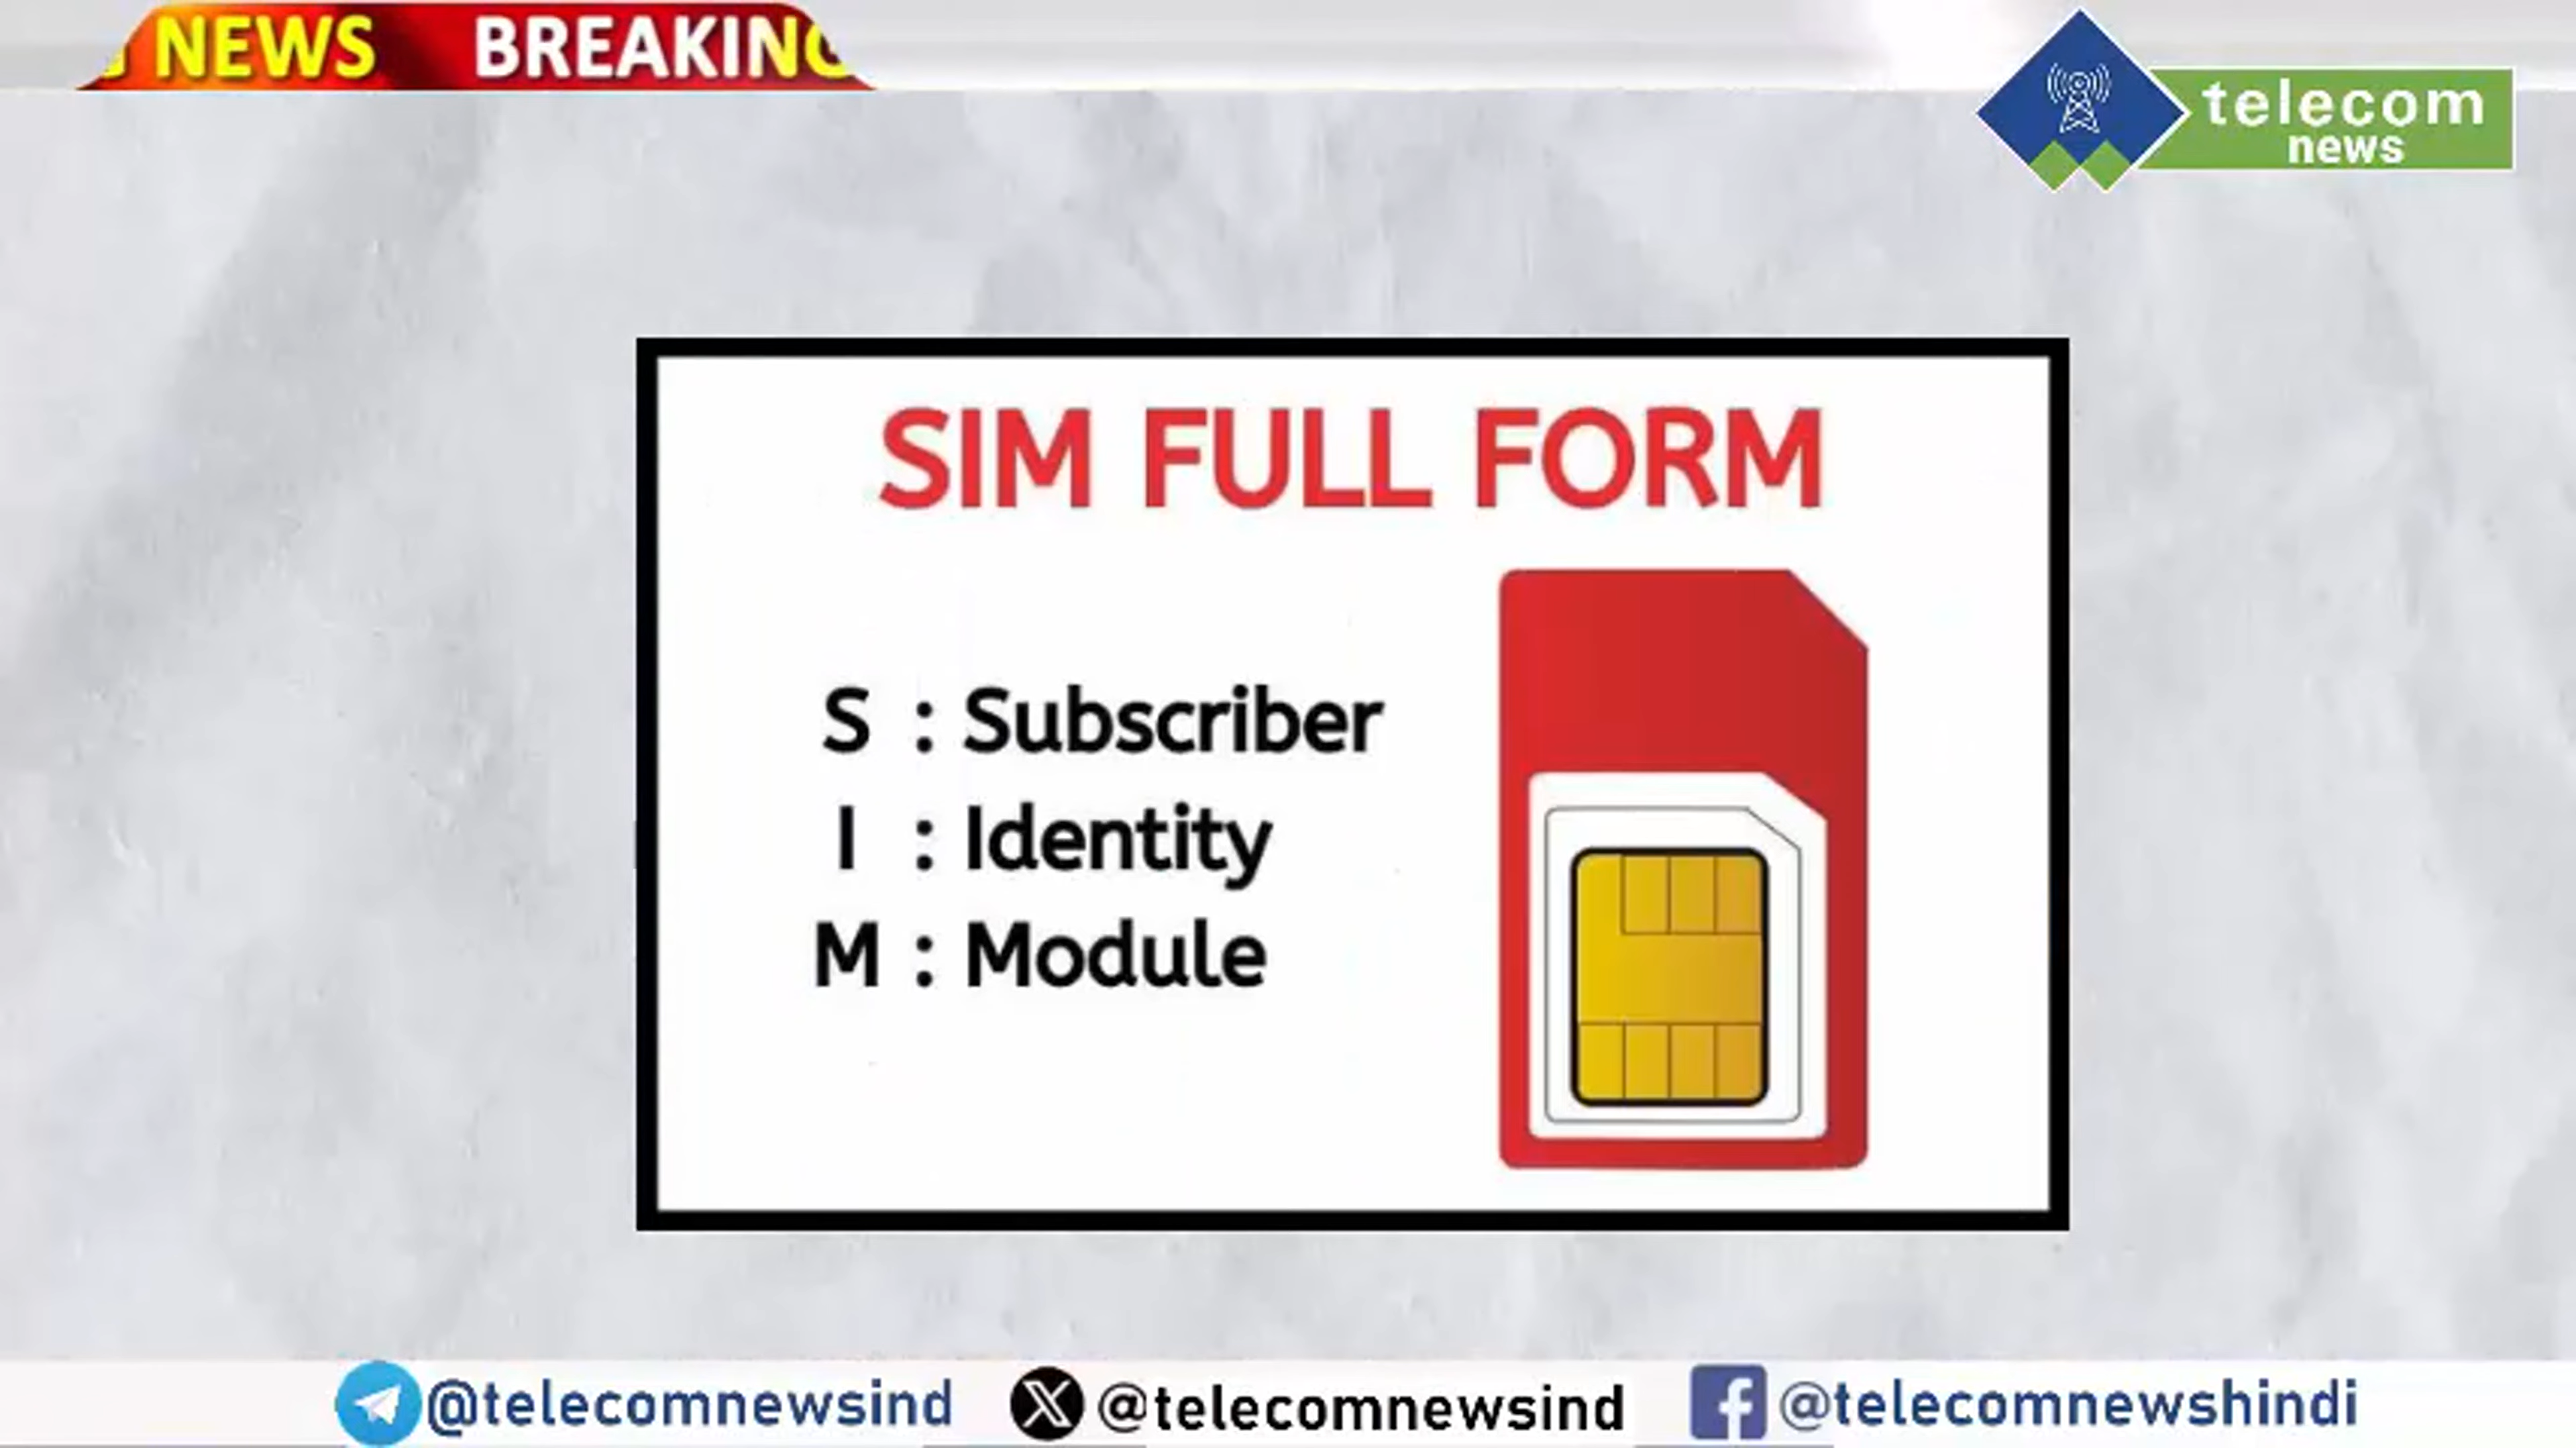 NEWS BREAKING
telecom
news
SIM FULL FORM
S : Subscriber
I : Identity
M : Module
@telecomnewsind @telecomnewsind @telecomnewshindi